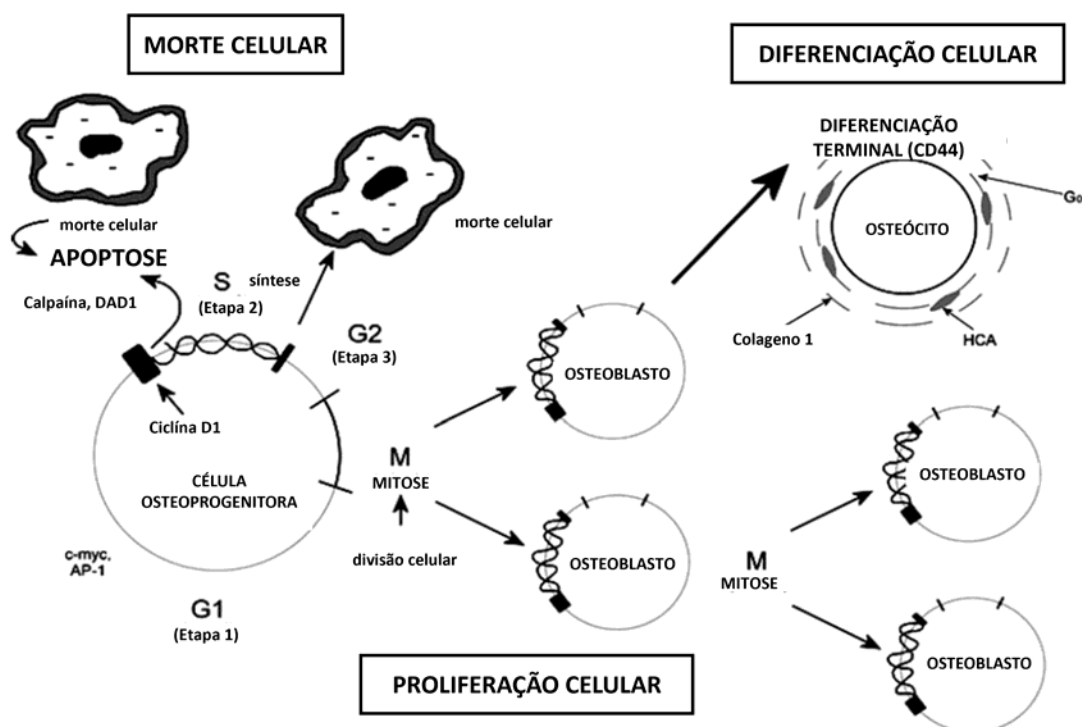 MORTE CELULAR
DIFERENCIAÇÃO CELULAR
morte celular
APOPTOSE
Calpaína, DAD1
S síntese
(Etapa 2)
morte celular
G2
(Etapa 3)
Ciclína D1
CÉLULA
OSTEOPROGENITORA
c-myc,
AP-1
G1
(Etapa 1)
M
MITOSE
divisão celular
OSTEOBLASTO
OSTEOBLASTO
DIFERENCIAÇÃO
TERMINAL (CD44)
G₀
OSTEÓCITO
Colageno 1
HCA
M
MITOSE
OSTEOBLASTO
OSTEOBLASTO
PROLIFERAÇÃO CELULAR